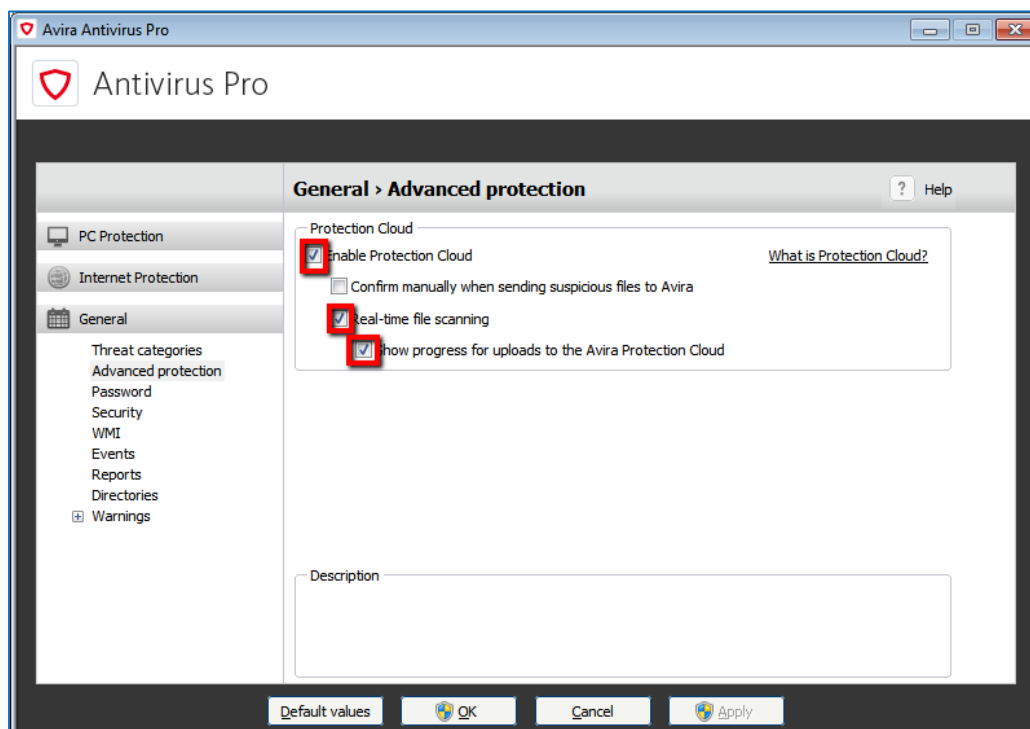 Avira Antivirus Pro
Antivirus Pro
General › Advanced protection
? Help
PC Protection
Internet Protection
General
Threat categories
Advanced protection
Password
Security
WMI
Events
Reports
Directories
Warnings
Protection Cloud
Enable Protection Cloud
What is Protection Cloud?
Confirm manually when sending suspicious files to Avira
Real-time file scanning
Show progress for uploads to the Avira Protection Cloud
Description
Default values
OK
Cancel
Apply